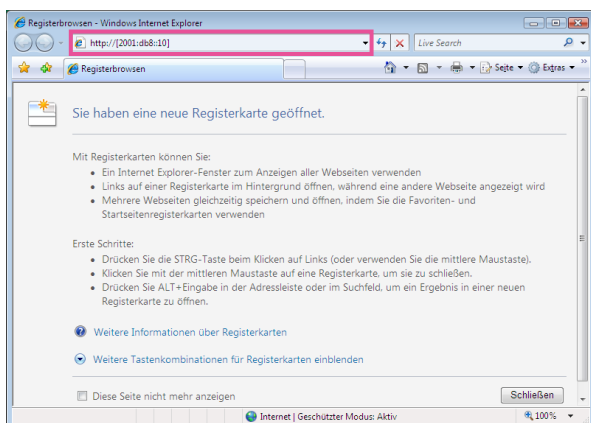 Registerbrowsen - Windows Internet Explorer
http://[2001:db8::10]
Live Search
Registerbrowsen
Seite
Extras
Sie haben eine neue Registerkarte geöffnet.
Mit Registerkarten können Sie:
Ein Internet Explorer-Fenster zum Anzeigen aller Webseiten verwenden
Links auf einer Registerkarte im Hintergrund öffnen, während eine andere Webseite angezeigt wird
Mehrere Webseiten gleichzeitig speichern und öffnen, indem Sie die Favoriten- und
Startseitenregisterkarten verwenden
Erste Schritte:
Drücken Sie die STRG-Taste beim Klicken auf Links (oder verwenden Sie die mittlere Maustaste).
Klicken Sie mit der mittleren Maustaste auf eine Registerkarte, um sie zu schließen.
Drücken Sie ALT+Eingabe in der Adressleiste oder im Suchfeld, um ein Ergebnis in einer neuen
Registerkarte zu öffnen.
Weitere Informationen über Registerkarten
Weitere Tastenkombinationen für Registerkarten einblenden
Diese Seite nicht mehr anzeigen
Schließen
Internet | Geschützter Modus: Aktiv
100%